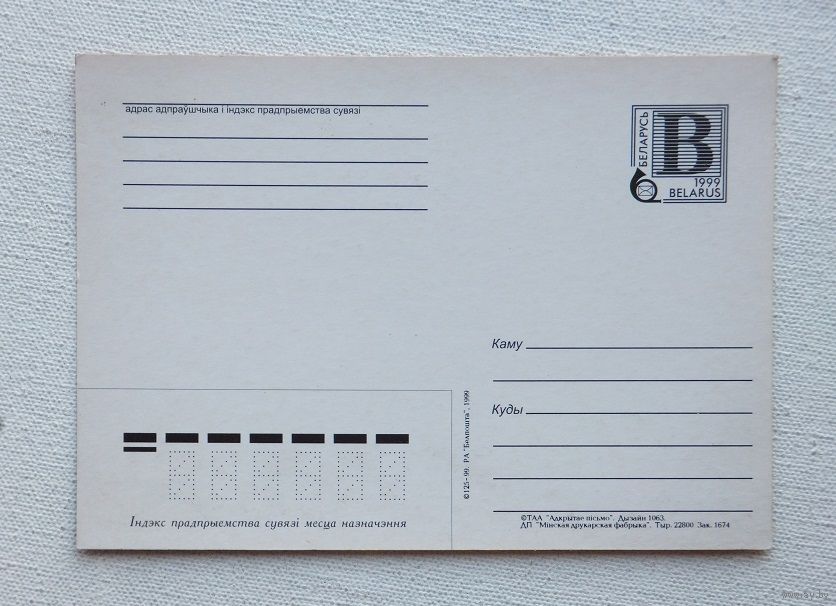 адрас адпраўшчыка і індэкс прадпрыемства сувязі
БЕЛАРУСЬ
B
1999
BELARUS
Каму
Куды
©125-99. РА "Белпошта", 1999
Індэкс прадпрыемства сувязі месца назначэння
©ТАА "Адкрытае пісьмо". Дызайн 1063.
ДП "Мінская друкарская фабрыка". Тыр. 22800 Зак. 1674